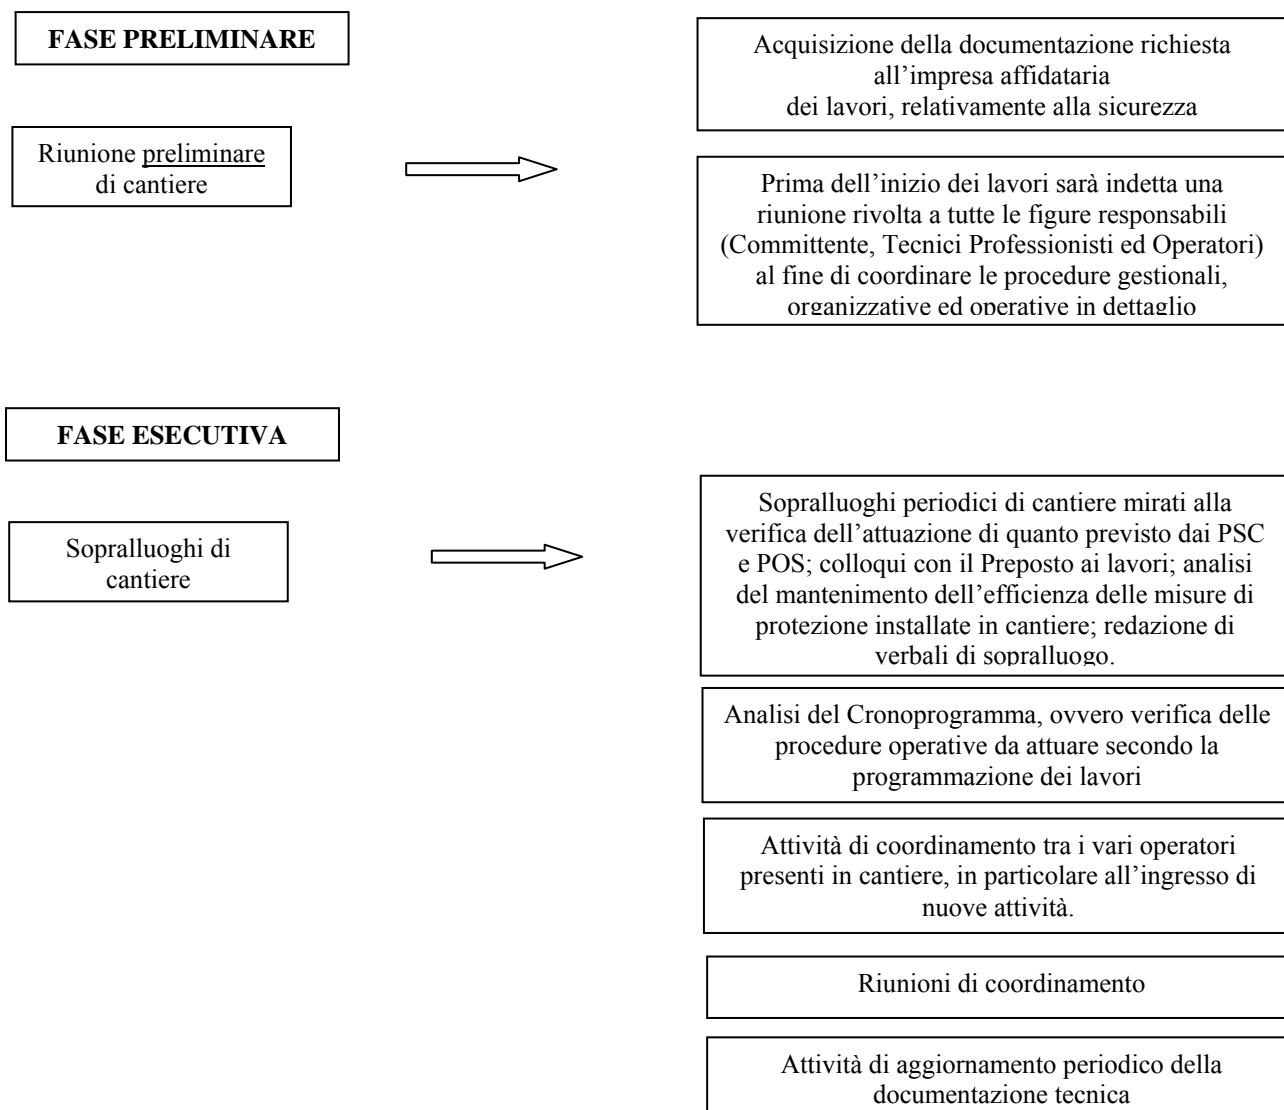 FASE PRELIMINARE
Acquisizione della documentazione richiesta
all’impresa affidataria
dei lavori, relativamente alla sicurezza
Riunione preliminare
di cantiere
Prima dell’inizio dei lavori sarà indetta una
riunione rivolta a tutte le figure responsabili
(Committente, Tecnici Professionisti ed Operatori)
al fine di coordinare le procedure gestionali,
organizzative ed operative in dettaglio
FASE ESECUTIVA
Sopralluoghi di
cantiere
Sopralluoghi periodici di cantiere mirati alla
verifica dell’attuazione di quanto previsto dai PSC
e POS; colloqui con il Preposto ai lavori; analisi
del mantenimento dell’efficienza delle misure di
protezione installate in cantiere; redazione di
verbali di sopralluogo.
Analisi del Cronoprogramma, ovvero verifica delle
procedure operative da attuare secondo la
programmazione dei lavori
Attività di coordinamento tra i vari operatori
presenti in cantiere, in particolare all’ingresso di
nuove attività.
Riunioni di coordinamento
Attività di aggiornamento periodico della
documentazione tecnica